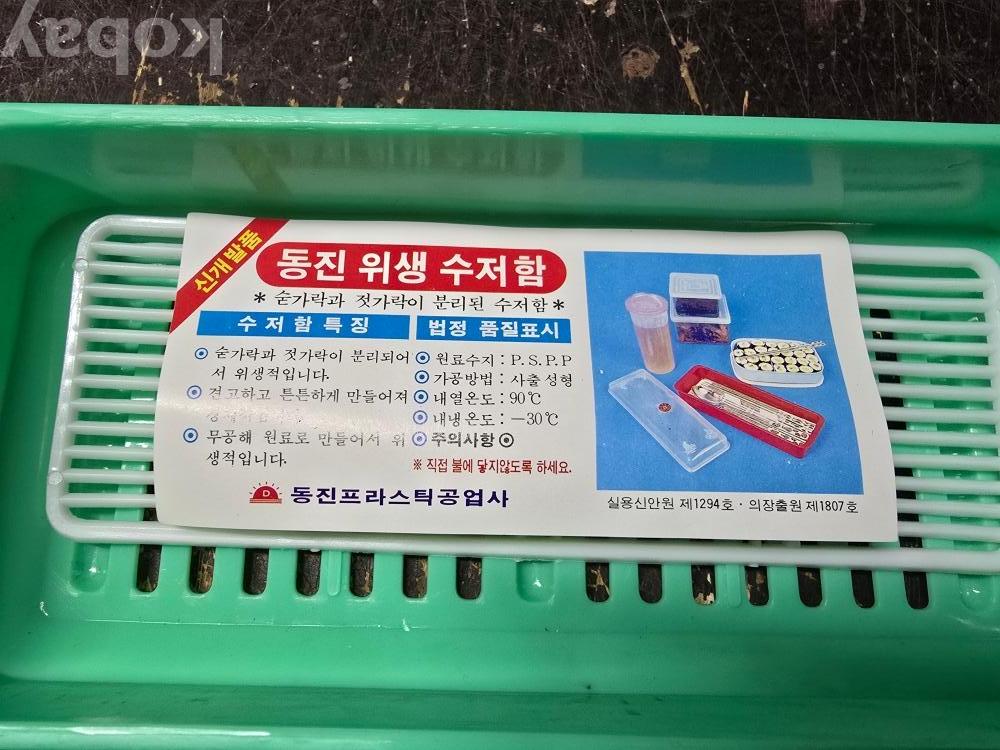 kobay
신개발품
동진 위생 수저함
* 숟가락과 젓가락이 분리된 수저함 *
수 저 함 특 징
◎ 숟가락과 젓가락이 분리되어
서 위생적입니다.
◎ 견고하고 튼튼하게 만들어져
◎ 무공해 원료로 만들어서 위
생적입니다.
법정 품질표시
◎ 원료수지 : P.S.P.P
◎ 가공방법 : 사출성형
◎ 내열온도 : 90℃
◎ 내냉온도 : -30℃
◎ 주의사항 ◎
※ 직접 불에 닿지않도록 하세요.
D
동진프라스틱공업사
실용신안원 제1294호 · 의장출원 제1807호